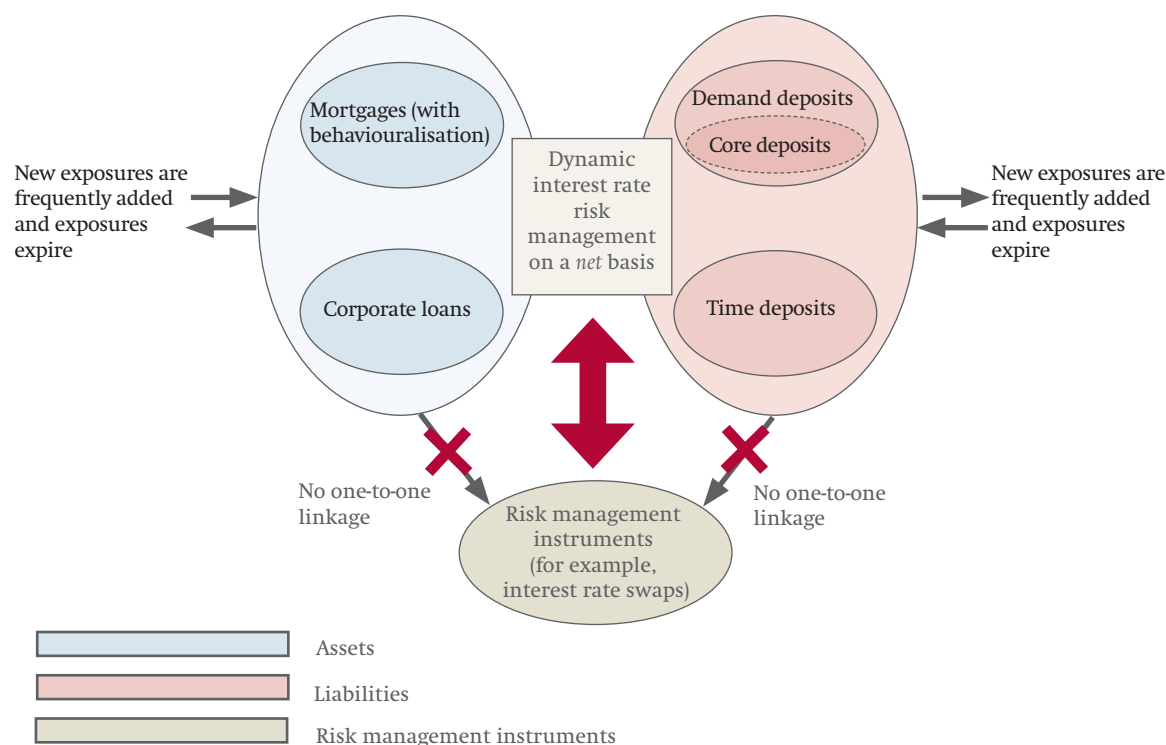 Mortgages (with
behaviouralisation)
Demand deposits
Core deposits
Dynamic
interest rate
risk
management
on a net basis
New exposures are
frequently added
and exposures
expire
New exposures are
frequently added
and exposures
expire
Corporate loans
Time deposits
No one-to-one
linkage
No one-to-one
linkage
Risk management
instruments
(for example,
interest rate swaps)
Assets
Liabilities
Risk management instruments